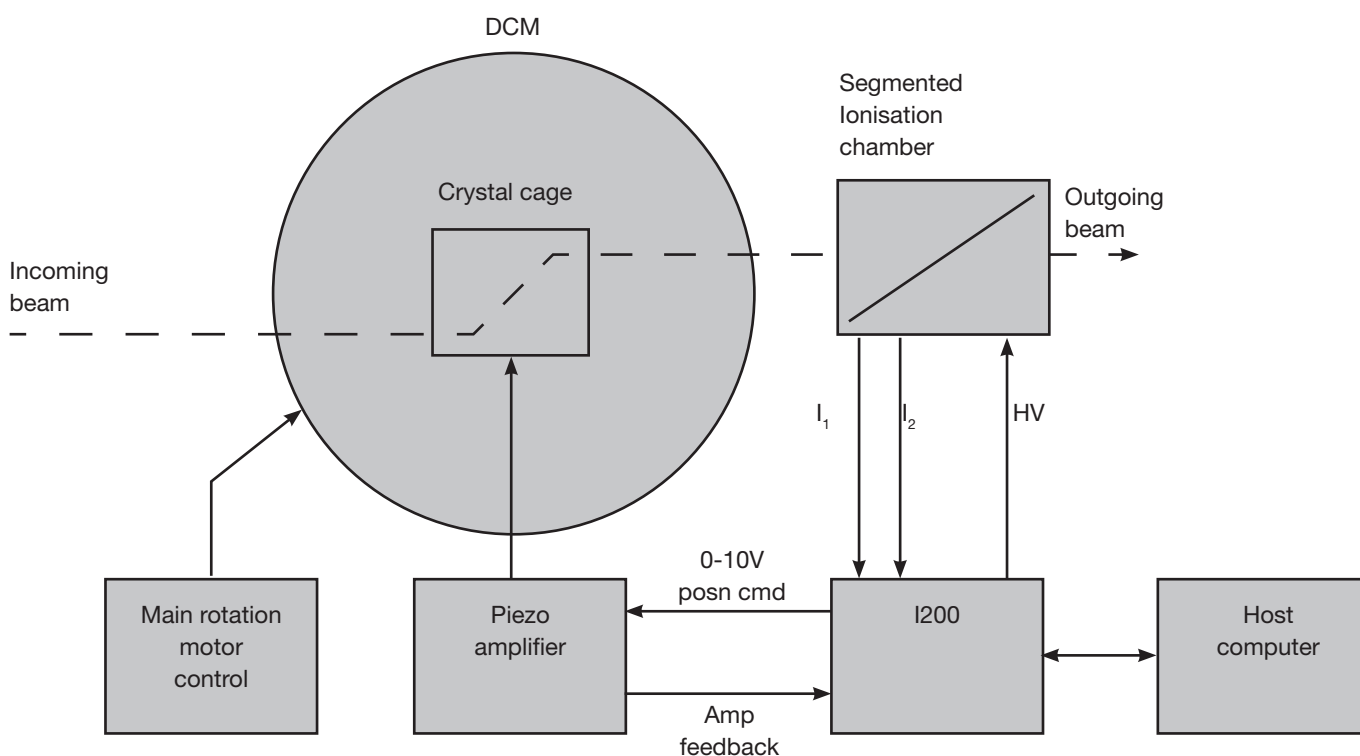 DCM
Segmented
Ionisation
chamber
Crystal cage
Outgoing
beam
Incoming
beam
I₁
I₂
HV
0-10V
posn cmd
Main rotation
motor
control
Piezo
amplifier
I200
Host
computer
Amp
feedback